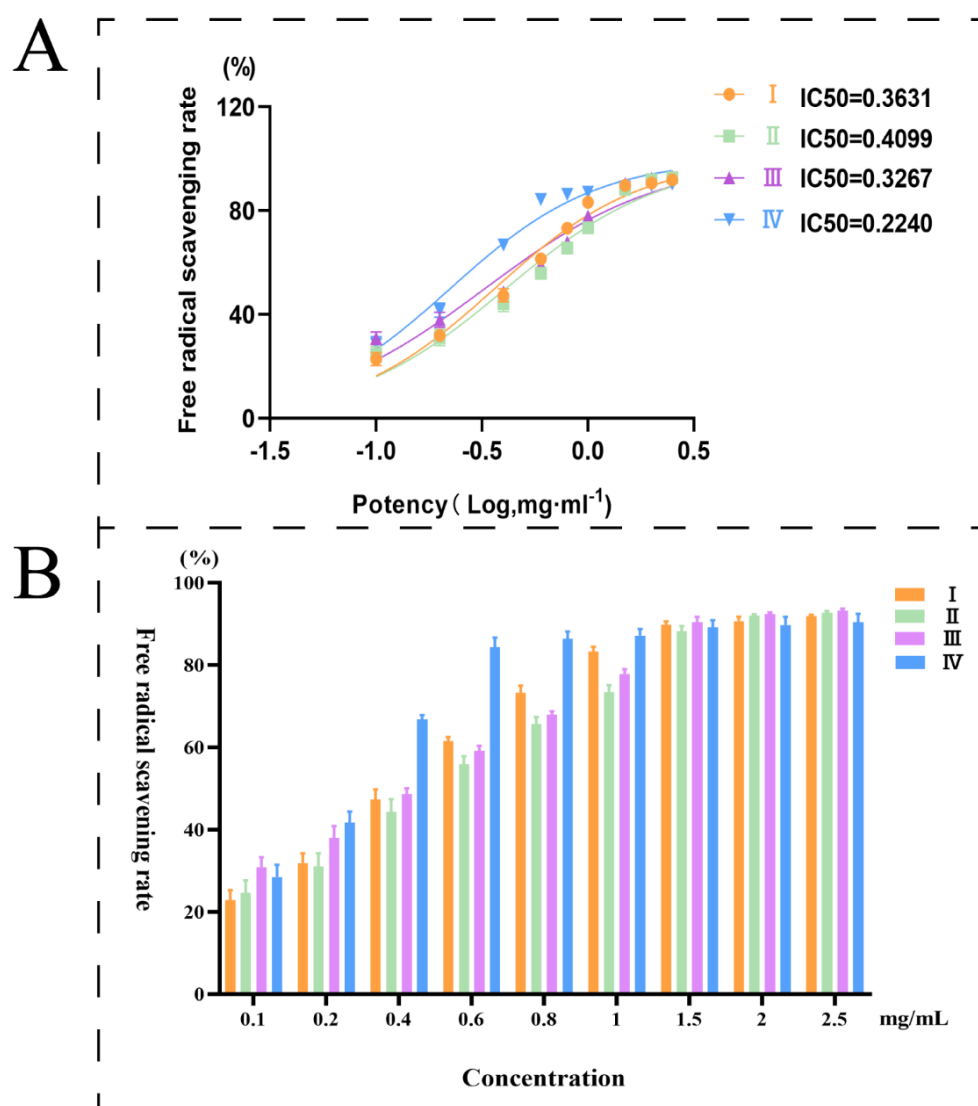 A
(%)
Free radical scavenging rate
120
80
40
0
-1.5
-1.0
-0.5
0.0
0.5
Potency( Log,mg·ml⁻¹)
Ⅰ IC50=0.3631
Ⅱ IC50=0.4099
Ⅲ IC50=0.3267
Ⅳ IC50=0.2240
B
(%)
Free radical scavening rate
100
80
60
40
20
0
0.1
0.2
0.4
0.6
0.8
1
1.5
2
2.5
mg/mL
Concentration
Ⅰ
Ⅱ
Ⅲ
Ⅳ